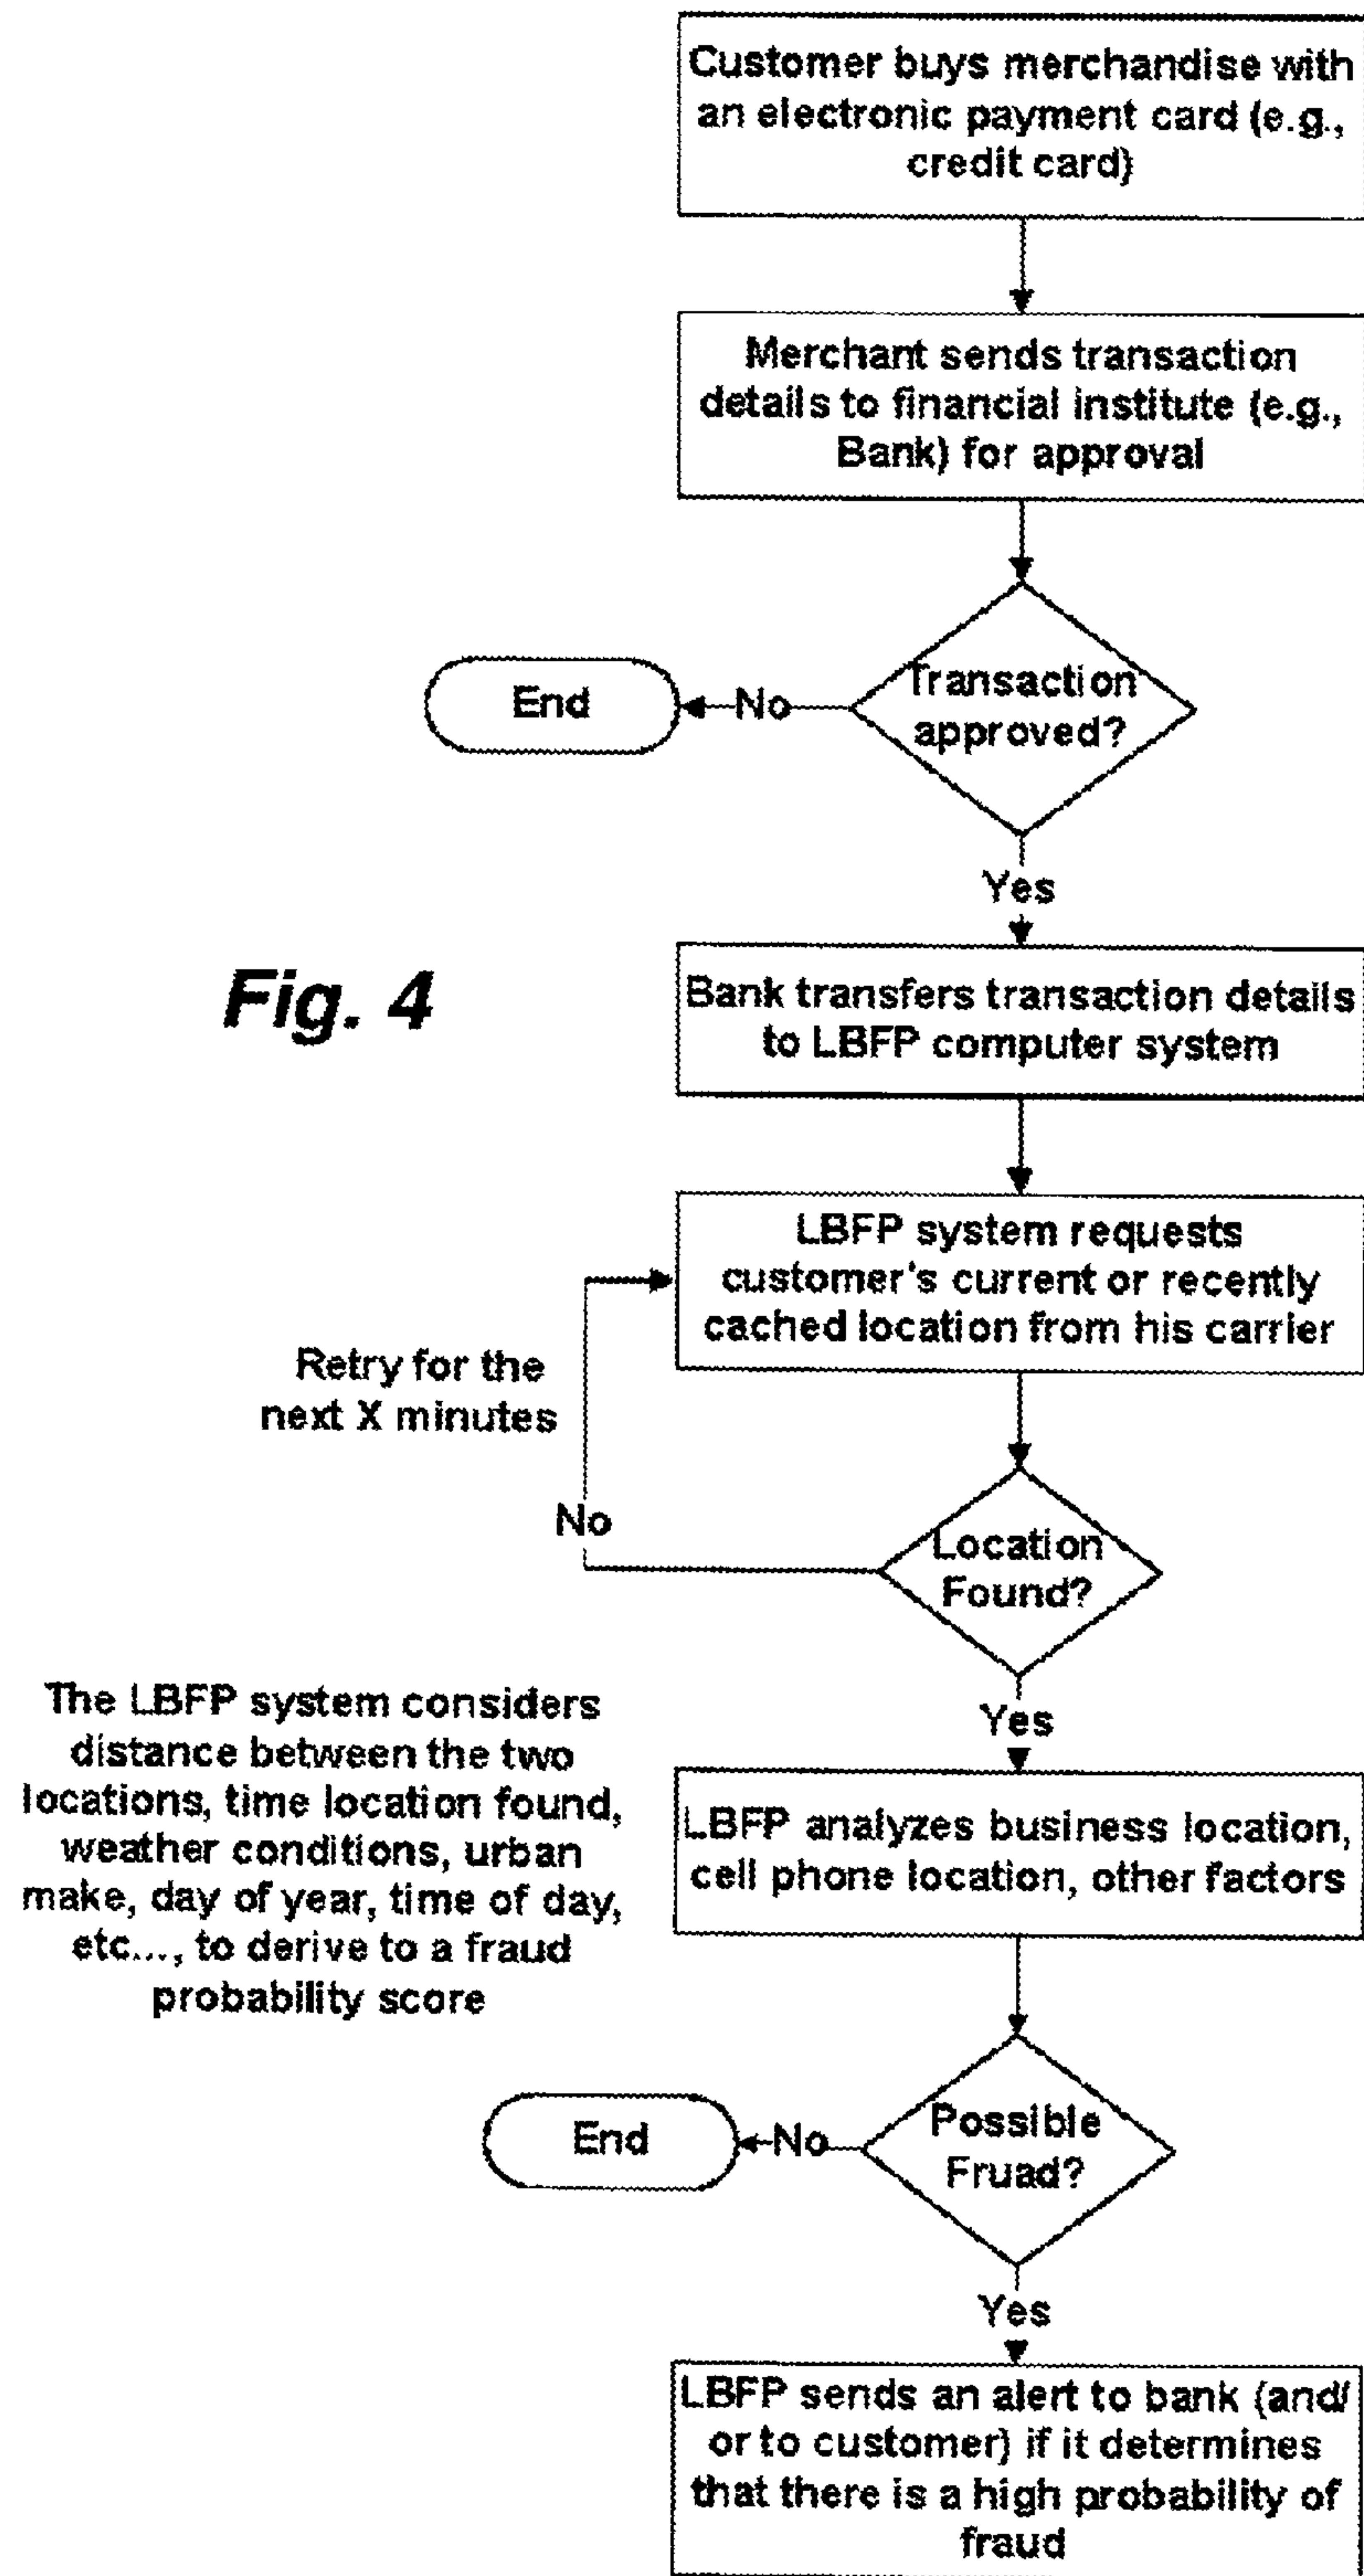 Customer buys merchandise with
an electronic payment card (e.g.,
credit card)
Merchant sends transaction
details to financial institute (e.g.,
Bank) for approval
Transaction
approved?
No
End
Yes
Fig. 4
Bank transfers transaction details
to LBFP computer system
LBFP system requests
customer's current or recently
cached location from his carrier
Retry for the
next X minutes
No
Location
Found?
Yes
The LBFP system considers
distance between the two
locations, time location found,
weather conditions, urban
make, day of year, time of day,
etc..., to derive to a fraud
probability score
LBFP analyzes business location,
cell phone location, other factors
Possible
Fruad?
No
End
Yes
LBFP sends an alert to bank (and/
or to customer) if it determines
that there is a high probability of
fraud